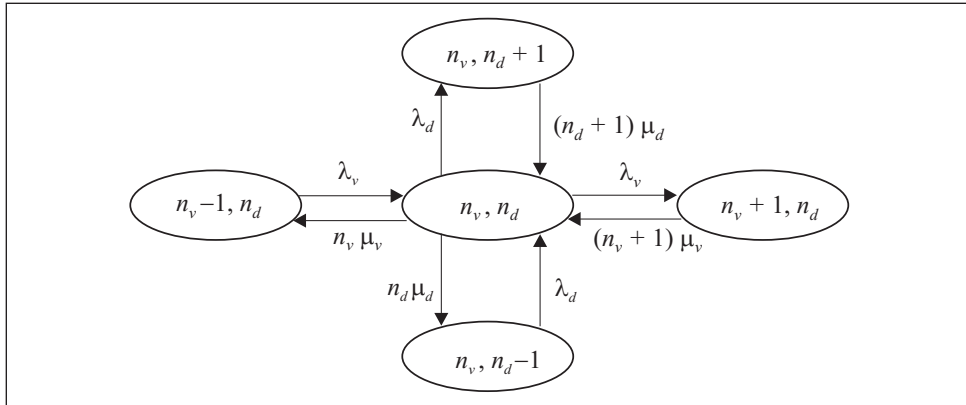 n_v, n_d + 1
λ_d
(n_d + 1) μ_d
λ_v
λ_v
n_v−1, n_d
n_v, n_d
n_v + 1, n_d
n_v μ_v
(n_v + 1) μ_v
n_d μ_d
λ_d
n_v, n_d−1